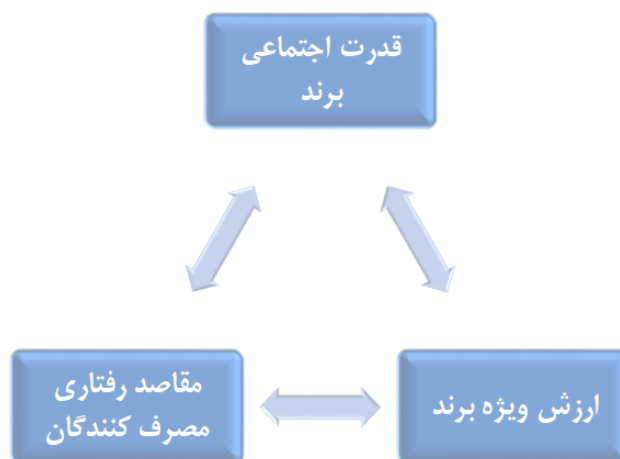 قدرت اجتماعی
برند
ارزش ویژه برند
مقاصد رفتاری
مصرف کنندگان